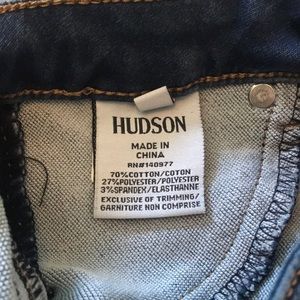 HUDSON
MADE IN
CHINA
RN#140977
70%COTTON/COTON
27%POLYESTER/POLYESTER
3%SPANDEX/ELASTHANNE
EXCLUSIVE OF TRIMMING/
GARNITURE NON COMPRISE